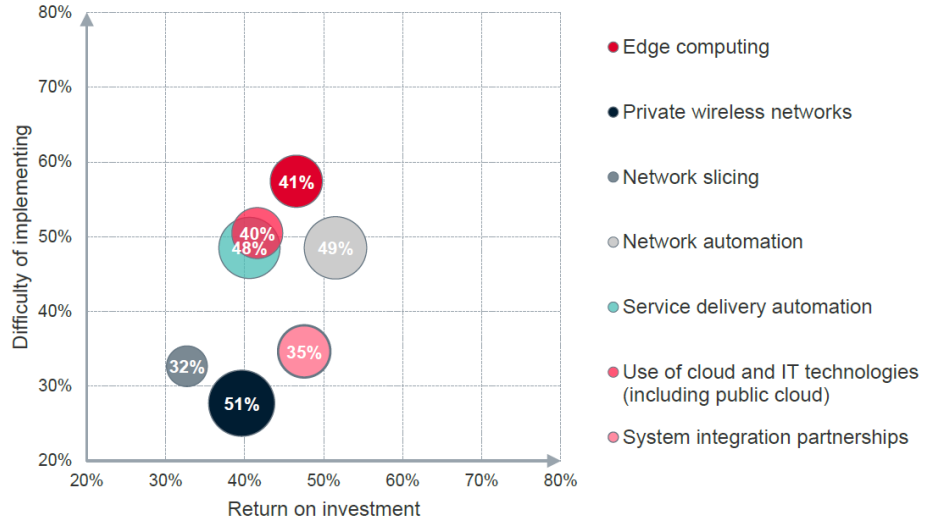 80%
70%
60%
50%
40%
30%
20%
Difficulty of implementing
20%
30%
40%
50%
60%
70%
80%
Return on investment
41%
40%
48%
49%
35%
32%
51%
Edge computing
Private wireless networks
Network slicing
Network automation
Service delivery automation
Use of cloud and IT technologies
(including public cloud)
System integration partnerships